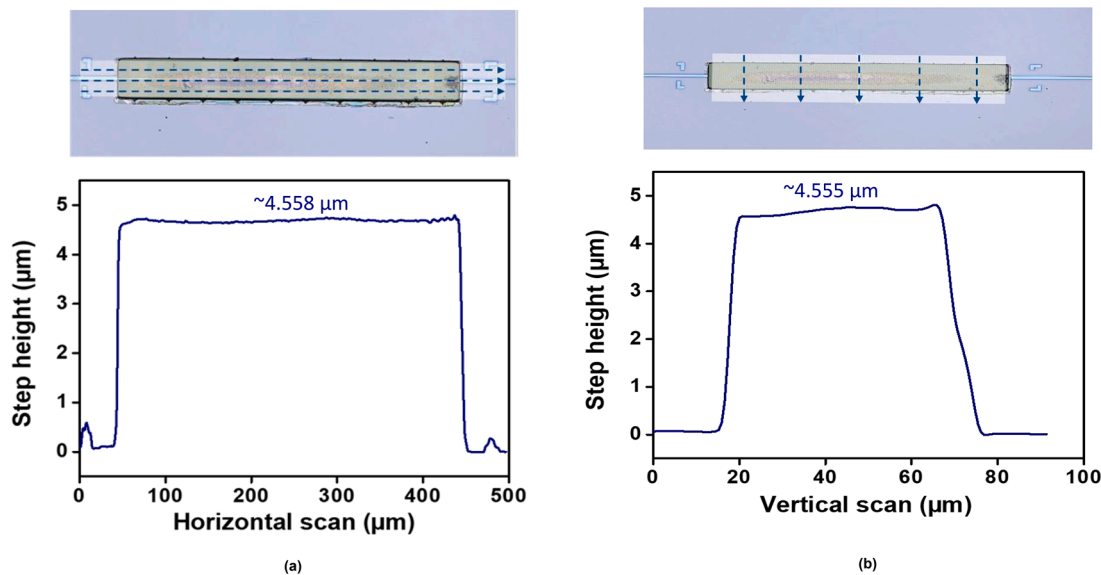 ~4.558 µm
5
4
3
2
1
0
Step height (µm)
0 100 200 300 400 500
Horizontal scan (µm)
(a)
~4.555 µm
5
4
3
2
1
0
Step height (µm)
0 20 40 60 80 100
Vertical scan (µm)
(b)